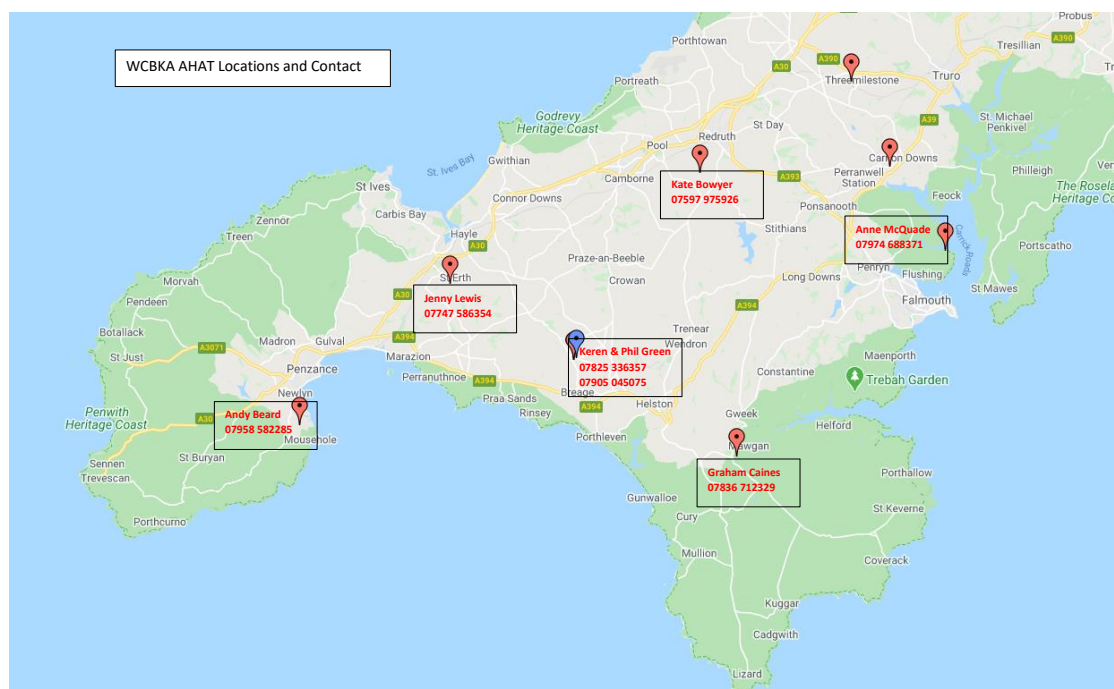 WCBKA AHAT Locations and Contact
Porthtowan
Probus
A390
Tresillian
A30
A390
Threemilestone
Truro
Portreath
Godrevy
Heritage Coast
St Day
A39
St. Michael
Penkivel
Redruth
Pool
Gwithian
St. Ives Bay
Camborne
Carnon Downs
Perranwell
Station
Philleigh
A393
Kate Bowyer
07597 975926
St Ives
Connor Downs
Feock
Ponsanooth
Zennor
Carbis Bay
Treen
Hayle
A30
Stithians
Anne McQuade
07974 688371
Carrick Roads
Portscatho
Praze-an-Beeble
Morvah
St Erth
Crowan
Long Downs
Penryn
Flushing
St Mawes
Pendeen
A30
Jenny Lewis
07747 586354
A394
Falmouth
Botallack
A3071
Madron
Gulval
A394
Marazion
Trenear
Wendron
St Just
Penzance
Keren & Phil Green
07825 336357
07905 045075
Maenporth
Perranuthnoe
A394
Constantine
Trebah Garden
Penwith
Heritage Coast
Newlyn
Praa Sands
Breage
A394
Helston
Rinsey
Gweek
A30
Andy Beard
07958 582285
Mousehole
Porthleven
Helford
Mawgan
St Buryan
Sennen
Trevescan
Graham Caines
07836 712329
Porthallow
Gunwalloe
Porthcurno
Cury
St Keverne
Mullion
Coverack
Kuggar
Cadgwith
Lizard